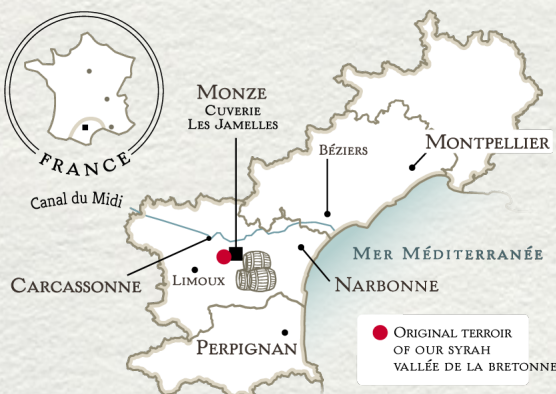 FRANCE
MONZE
CUVERIE
LES JAMELLES
BÉZIERS
MONTPELLIER
Canal du Midi
MER MÉDITERRANÉE
CARCASSONNE
LIMOUX
NARBONNE
PERPIGNAN
ORIGINAL TERROIR
OF OUR SYRAH
VALLÉE DE LA BRETONNE